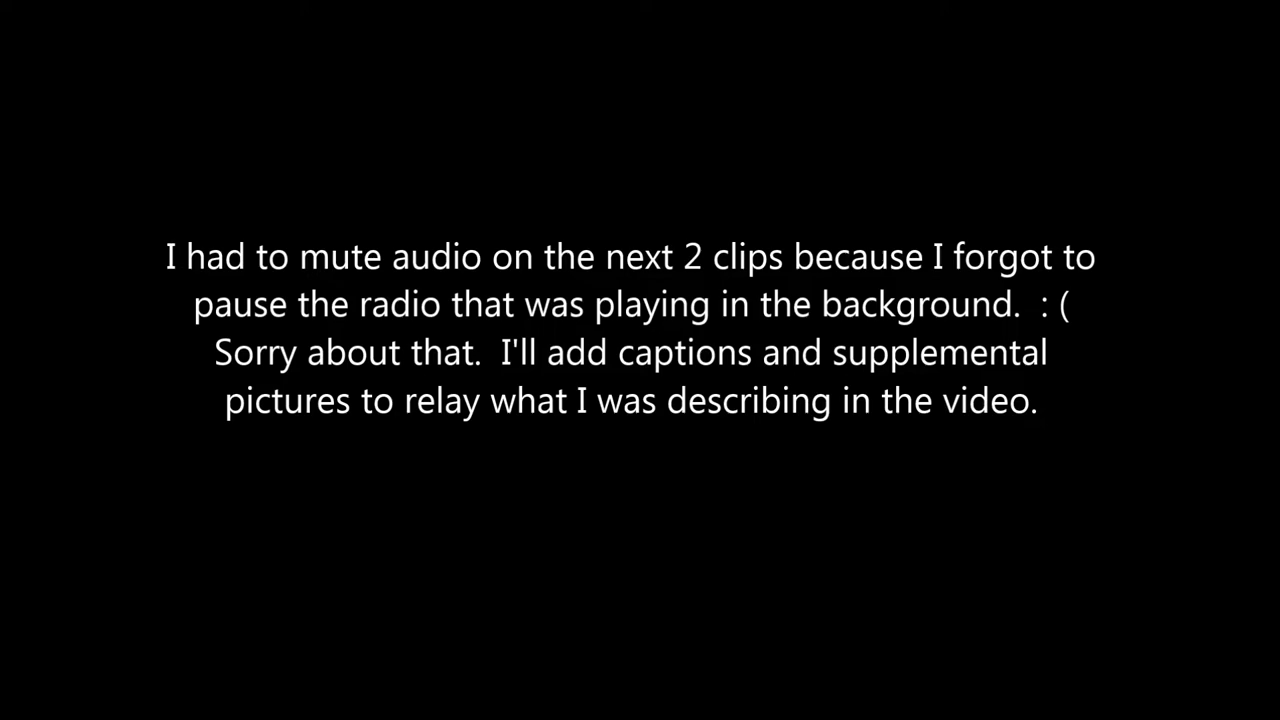 I had to mute audio on the next 2 clips because I forgot to
pause the radio that was playing in the background.  : (
Sorry about that.  I'll add captions and supplemental
pictures to relay what I was describing in the video.